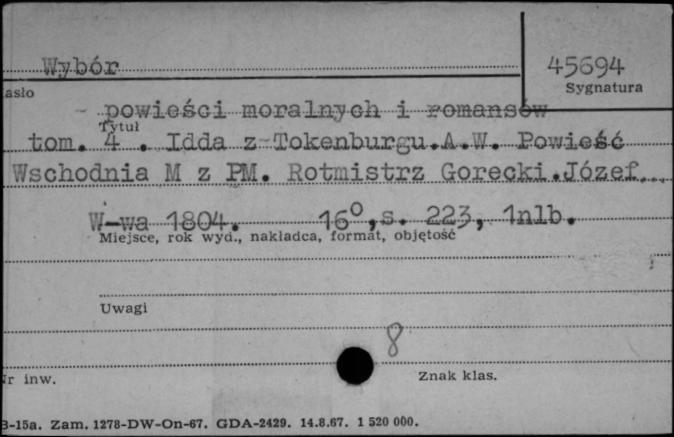 Wybór 45694
asło Sygnatura
- powieści moralnych i romansów
Tytuł
tom. 4 . Idda z Tokenburgu.A.W. Powieść
Wschodnia M z PM. Rotmistrz Gorecki.Józef...
W-wa 1804. 16⁰,s. 223, 1nlb.
Miejsce, rok wyd., nakładca, format, objętość
Uwagi
8
Nr inw. Znak klas.
B-15a. Zam. 1278-DW-On-67. GDA-2429. 14.8.67. 1 520 000.